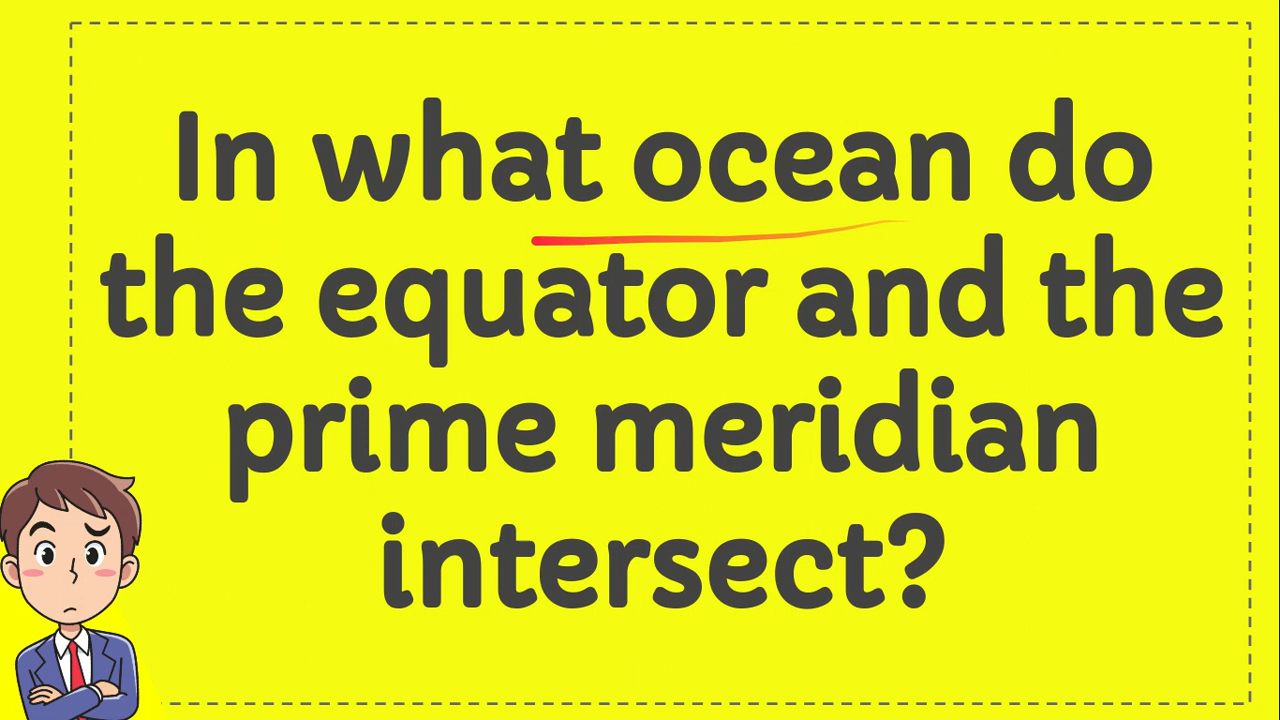 In what ocean do
the equator and the
prime meridian
intersect?